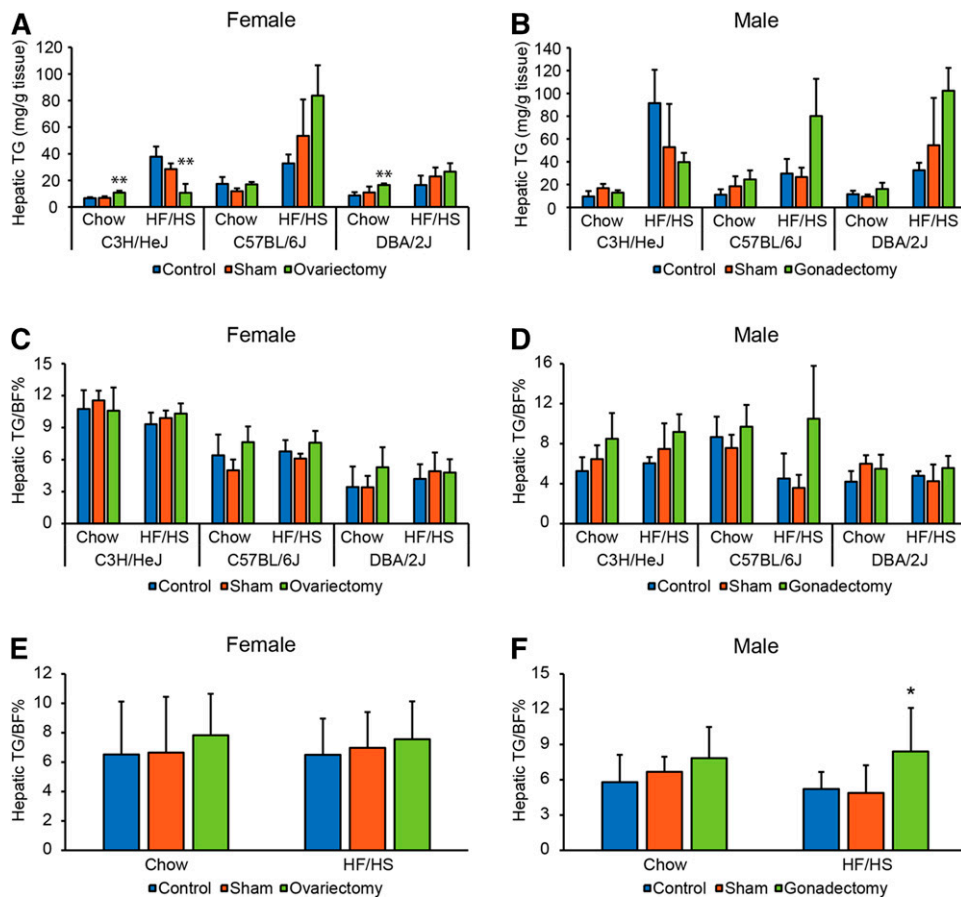 A
Female
Hepatic TG (mg/g tissue)
120
100
80
60
40
20
0
**
**
**
Chow HF/HS Chow HF/HS Chow HF/HS
C3H/HeJ C57BL/6J DBA/2J
Control Sham Ovariectomy
B
Male
Hepatic TG (mg/g tissue)
140
120
100
80
60
40
20
0
Chow HF/HS Chow HF/HS Chow HF/HS
C3H/HeJ C57BL/6J DBA/2J
Control Sham Gonadectomy
C
Female
Hepatic TG/BF%
15
12
9
6
3
0
Chow HF/HS Chow HF/HS Chow HF/HS
C3H/HeJ C57BL/6J DBA/2J
Control Sham Ovariectomy
D
Male
Hepatic TG/BF%
16
12
8
4
0
Chow HF/HS Chow HF/HS Chow HF/HS
C3H/HeJ C57BL/6J DBA/2J
Control Sham Gonadectomy
E
Female
Hepatic TG/BF%
12
10
8
6
4
2
0
Chow HF/HS
Control Sham Ovariectomy
F
Male
Hepatic TG/BF%
15
12
9
6
3
0
*
Chow HF/HS
Control Sham Gonadectomy